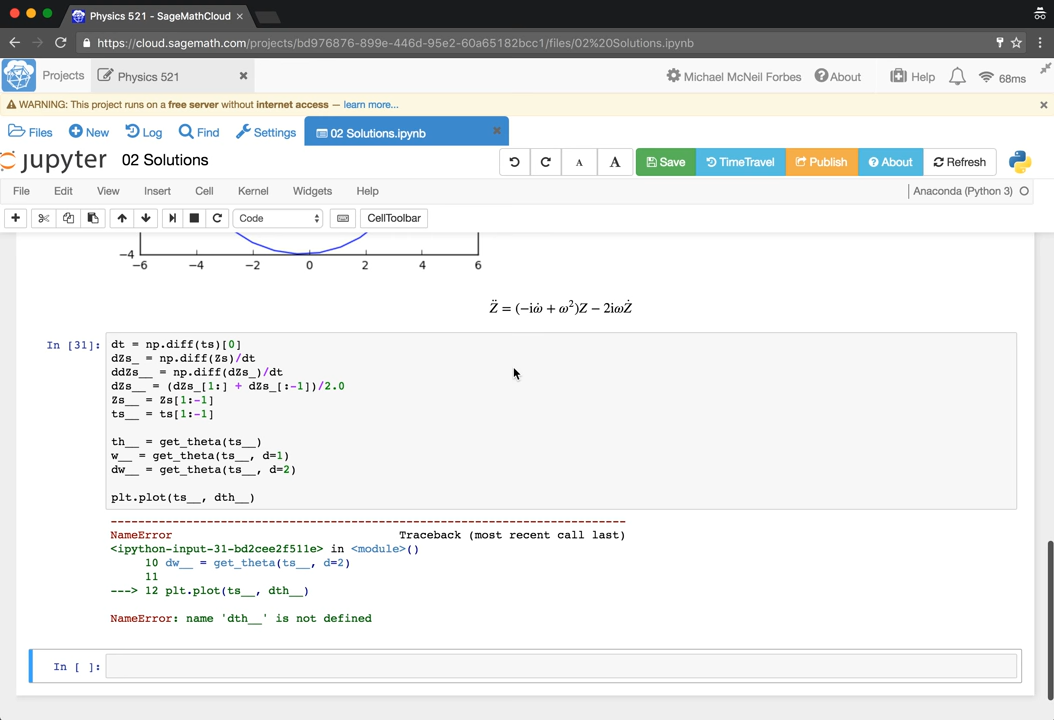 Physics 521 - SageMathCloud
https://cloud.sagemath.com/projects/bd976876-899e-446d-95e2-60a65182bcc1/files/02%20Solutions.ipynb
Projects
Physics 521
Michael McNeil Forbes
About
Help
68ms
WARNING: This project runs on a free server without internet access — learn more...
Files
New
Log
Find
Settings
02 Solutions.ipynb
jupyter
02 Solutions
A
A
Save
TimeTravel
Publish
About
Refresh
File
Edit
View
Insert
Cell
Kernel
Widgets
Help
Anaconda (Python 3)
Code
CellToolbar
−4
−6 −4 −2 0 2 4 6
Z̈ = (−iω̇ + ω²)Z − 2iωŻ
In [31]:
dt = np.diff(ts)[0]
dZs_ = np.diff(Zs)/dt
ddZs__ = np.diff(dZs_)/dt
dZs__ = (dZs_[1:] + dZs_[:-1])/2.0
Zs__ = Zs[1:-1]
ts__ = ts[1:-1]
th__ = get_theta(ts__)
w__ = get_theta(ts__, d=1)
dw__ = get_theta(ts__, d=2)
plt.plot(ts__, dth__)
---------------------------------------------------------------------------
NameError Traceback (most recent call last)
<ipython-input-31-bd2cee2f511e> in <module>()
10 dw__ = get_theta(ts__, d=2)
11
---> 12 plt.plot(ts__, dth__)
NameError: name 'dth__' is not defined
In [ ]: